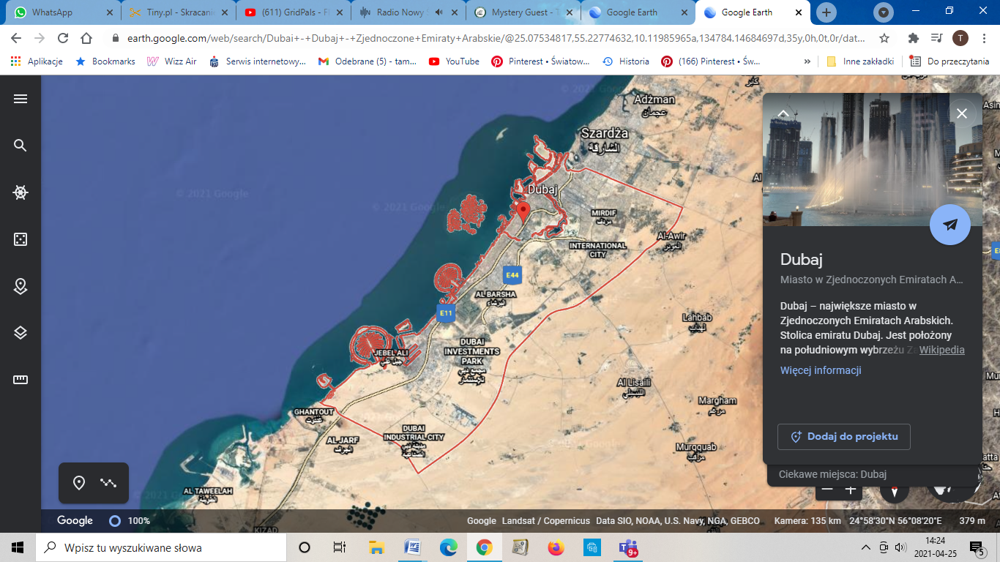 WhatsApp
Tiny.pl - Skracani
(611) GridPals - F
Radio Nowy
Mystery Guest - T
Google Earth
Google Earth
earth.google.com/web/search/Dubaj+-+Dubaj+-+Zjednoczone+Emiraty+Arabskie/@25.07534817,55.22774632,10.11985965a,134784.14684697d,35y,0h,0t,0r/dat...
T
Aplikacje
Bookmarks
Wizz Air
Serwis internetowy...
Odebrane (5) - tam...
YouTube
Pinterest • Światow...
Historia
(166) Pinterest • Św...
»
Inne zakładki
Do przeczytania
© 2021 Google
© 2021 Google
Adżman
عجمان
Szardża
الشارقة
Dubaj
MIRDIF
مردف
INTERNATIONAL
CITY
Al-Awir
العوير
E44
AL BARSHA
البرشاء
E11
Lahbab
JEBEL ALI
جبل علي
DUBAI
INVESTMENTS
PARK
مجمع دبي
للإستثمار
Al Lisaili
الليسيلي
Margham
مرغم
GHANTOUT
غنتوت
DUBAI
INDUSTRIAL CITY
مدينة دبي
الصناعية
AL JARF
الجرف
Murqquab
مرقب
AL TAWEELAH
الطويلة
KIZAD
Dubaj
Miasto w Zjednoczonych Emiratach A...
Dubaj – największe miasto w
Zjednoczonych Emiratach Arabskich.
Stolica emiratu Dubaj. Jest położony
na południowym wybrzeżu Z Wikipedia
Więcej informacji
Dodaj do projektu
Ciekawe miejsca: Dubaj
Google
100%
Google Landsat / Copernicus Data SIO, NOAA, U.S. Navy, NGA, GEBCO Kamera: 135 km 24°58'30"N 56°08'20"E 379 m
Wpisz tu wyszukiwane słowa
9+
14:24
2021-04-25
5